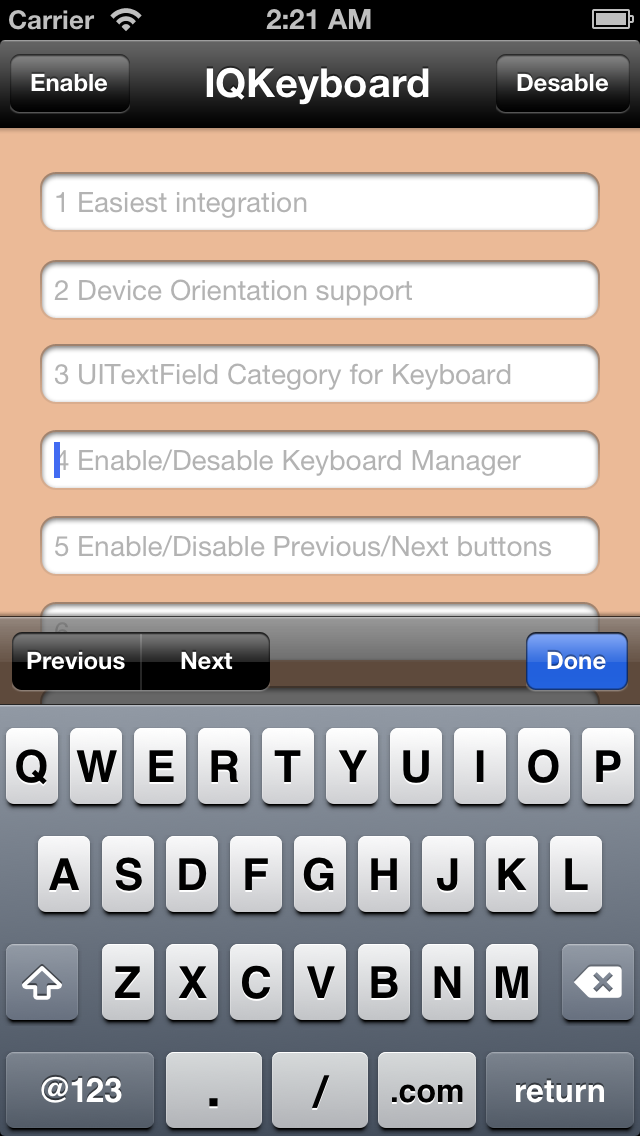 Carrier 2:21 AM
Enable IQKeyboard Desable
1 Easiest integration
2 Device Orientation support
3 UITextField Category for Keyboard
4 Enable/Desable Keyboard Manager
5 Enable/Disable Previous/Next buttons
6
Previous Next Done
Q W E R T Y U I O P
A S D F G H J K L
Z X C V B N M
@123 . / .com return